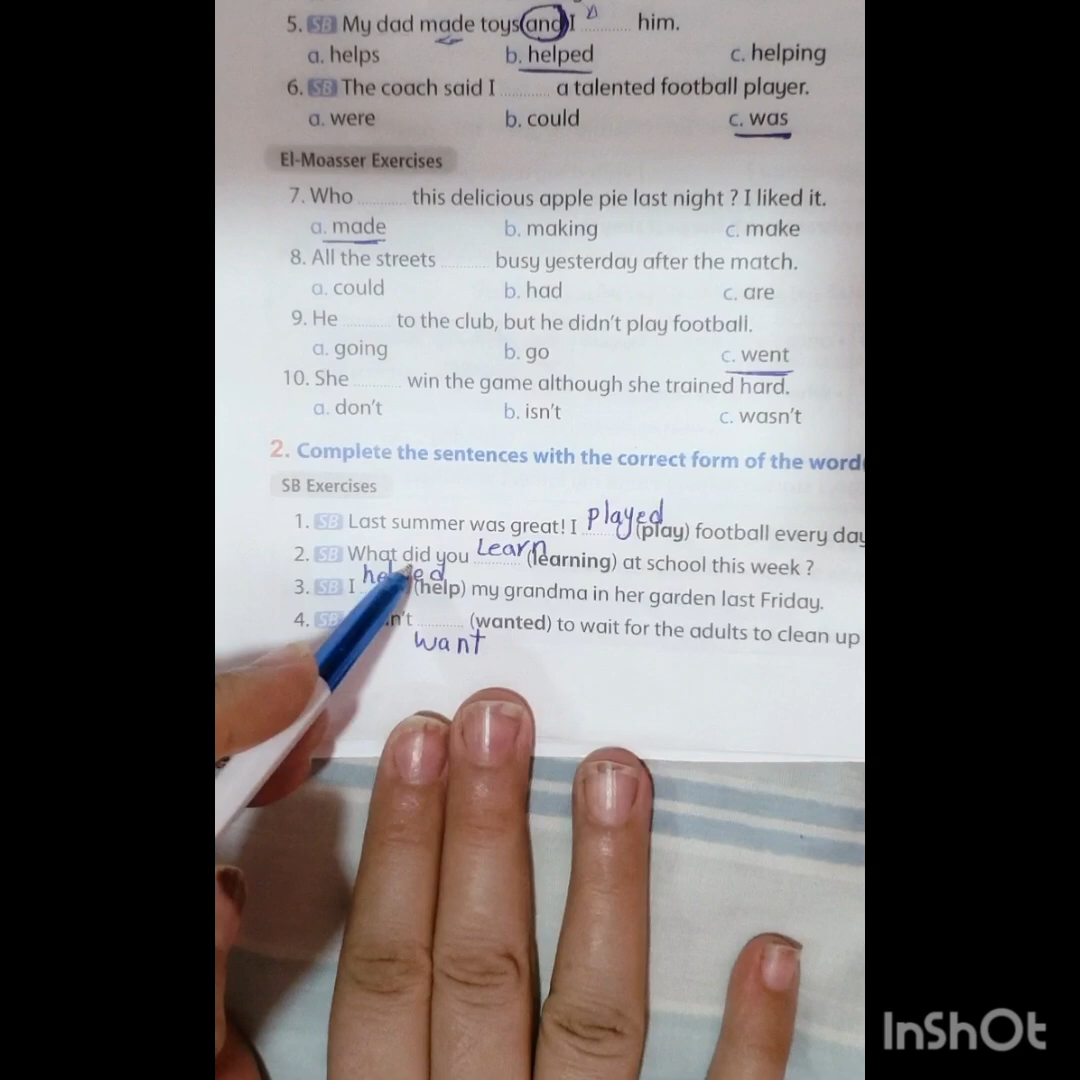 5. SB My dad made toys and I ............ him.
a. helps b. helped c. helping
6. SB The coach said I ............ a talented football player.
a. were b. could c. was
El-Moasser Exercises
7. Who ............ this delicious apple pie last night ? I liked it.
a. made b. making c. make
8. All the streets ............ busy yesterday after the match.
a. could b. had c. are
9. He ............ to the club, but he didn't play football.
a. going b. go c. went
10. She ............ win the game although she trained hard.
a. don't b. isn't c. wasn't
2. Complete the sentences with the correct form of the word
SB Exercises
1. SB Last summer was great! I played (play) football every day
2. SB What did you Learn (learning) at school this week ?
3. SB I helped (help) my grandma in her garden last Friday.
4. SB n't ............ (wanted) to wait for the adults to clean up
want
InShOt